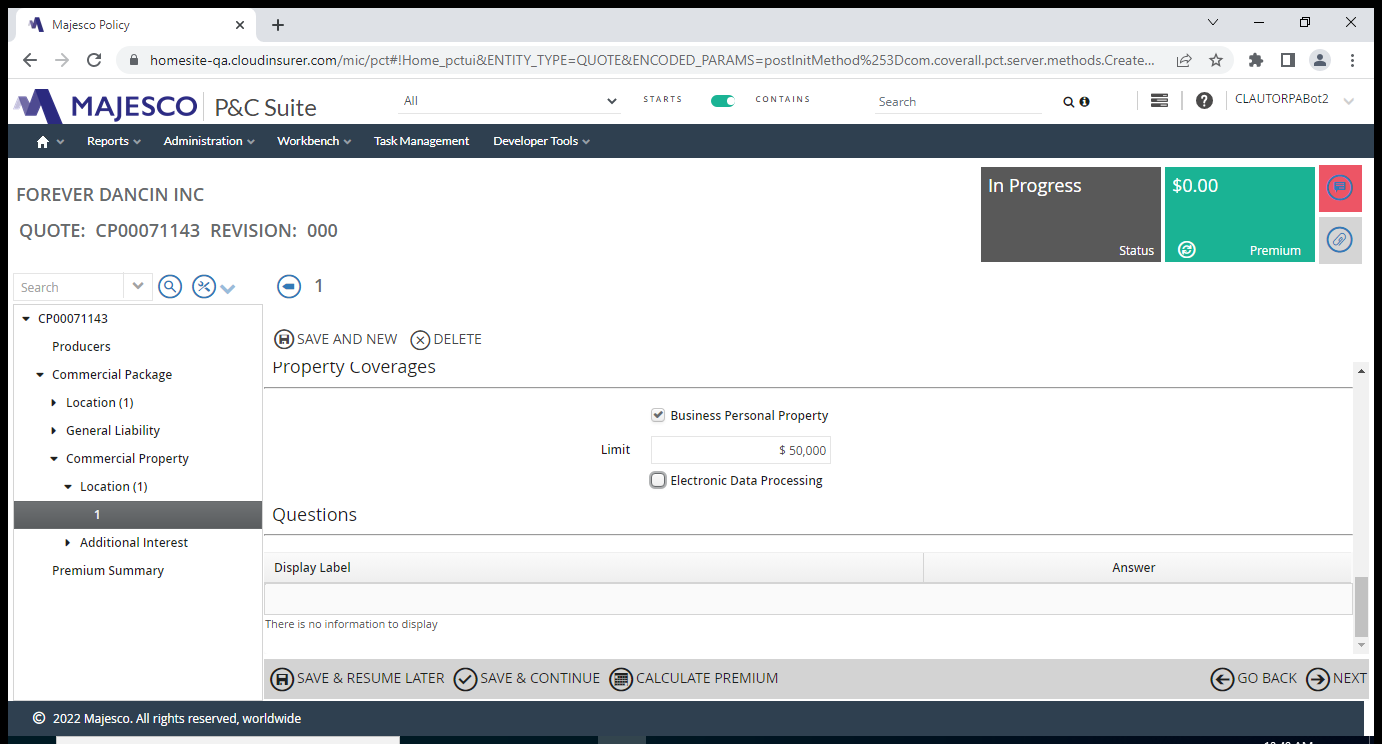 Majesco Policy
homesite-qa.cloudinsurer.com/mic/pct#!Home_pctui&ENTITY_TYPE=QUOTE&ENCODED_PARAMS=postInitMethod%253Dcom.coverall.pct.server.methods.Create...
MAJESCO P&C Suite
All
STARTS
CONTAINS
Search
CLAUTORPABot2
Reports Administration Workbench Task Management Developer Tools
FOREVER DANCIN INC
QUOTE: CP00071143 REVISION: 000
In Progress
Status
$0.00
Premium
Search
1
CP00071143
Producers
Commercial Package
Location (1)
General Liability
Commercial Property
Location (1)
1
Additional Interest
Premium Summary
SAVE AND NEW DELETE
Property Coverages
Business Personal Property
Limit $ 50,000
Electronic Data Processing
Questions
Display Label Answer
There is no information to display
SAVE & RESUME LATER SAVE & CONTINUE CALCULATE PREMIUM GO BACK NEXT
© 2022 Majesco. All rights reserved, worldwide